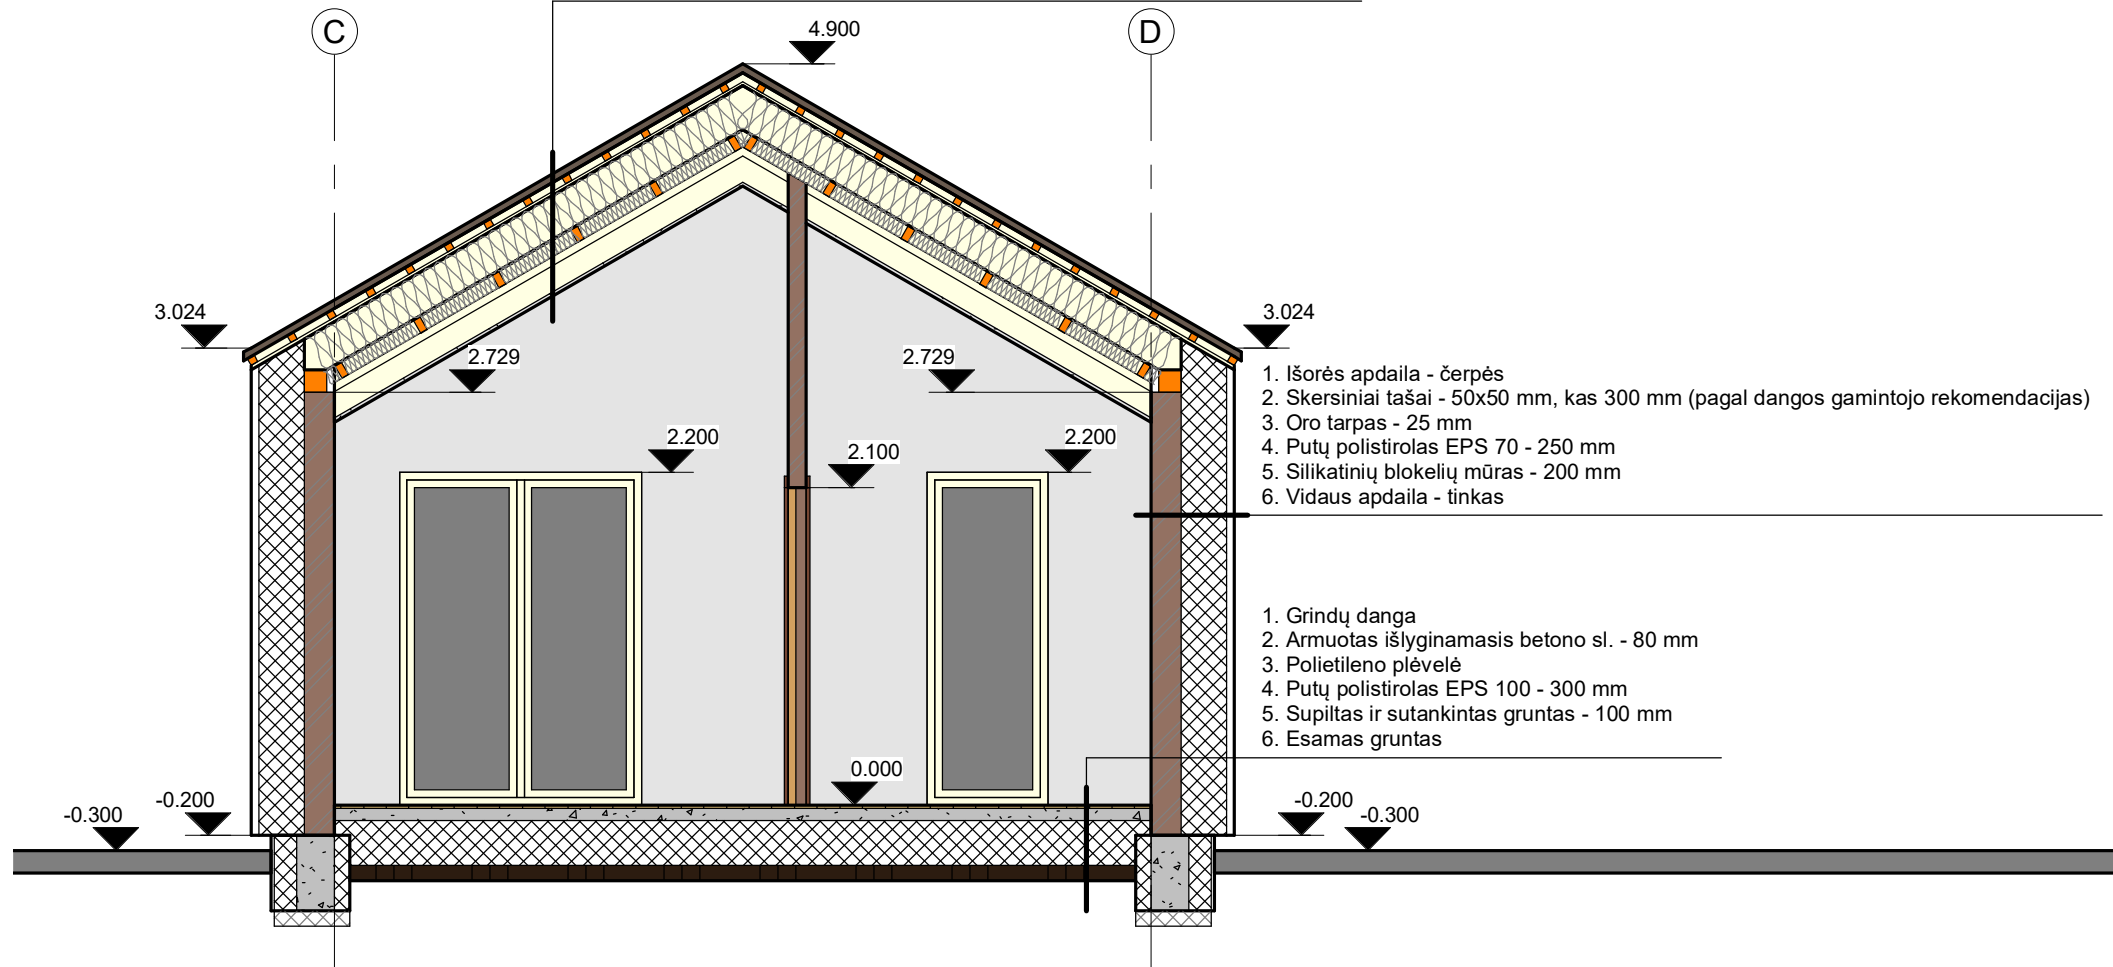 C
D
4.900
3.024
3.024
2.729
2.729
1. Išorės apdaila - čerpės
2. Skersiniai tašai - 50x50 mm, kas 300 mm (pagal dangos gamintojo rekomendacijas)
3. Oro tarpas - 25 mm
4. Putų polistirolas EPS 70 - 250 mm
5. Silikatinių blokelių mūras - 200 mm
6. Vidaus apdaila - tinkas
2.200
2.100
2.200
1. Grindų danga
2. Armuotas išlyginamasis betono sl. - 80 mm
3. Polietileno plėvelė
4. Putų polistirolas EPS 100 - 300 mm
5. Supiltas ir sutankintas gruntas - 100 mm
6. Esamas gruntas
0.000
-0.300
-0.200
-0.200
-0.300